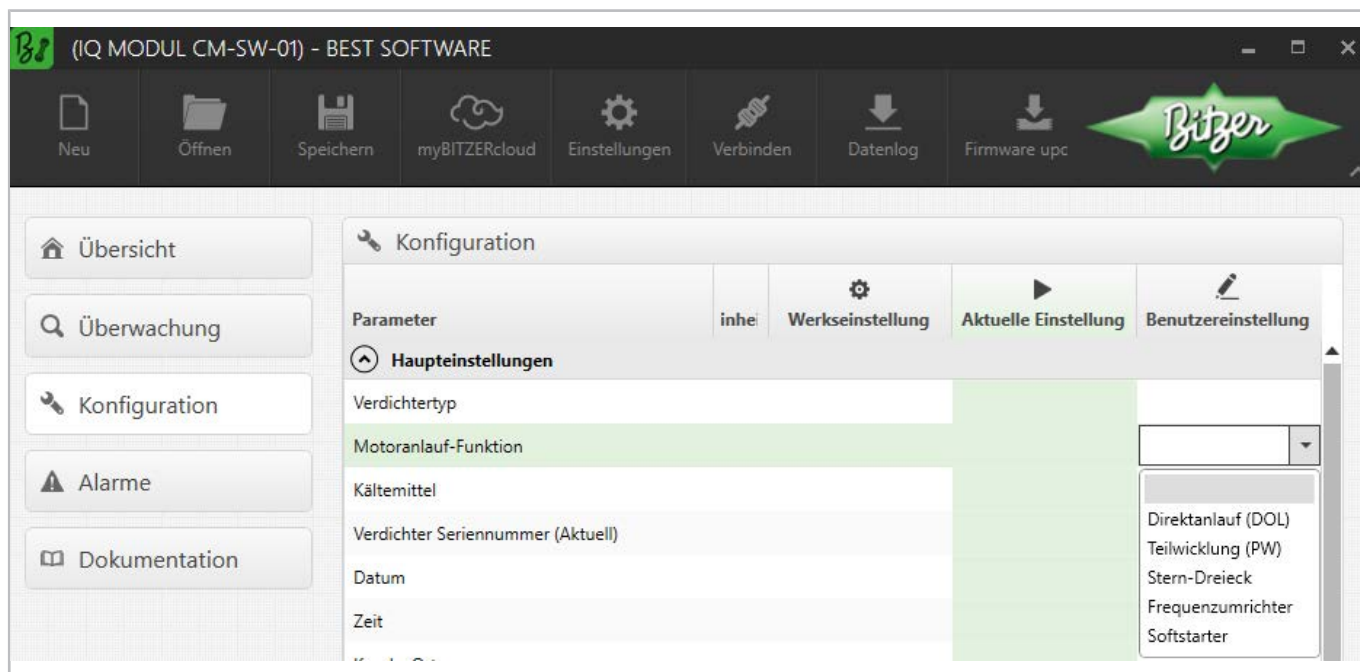 (IQ MODUL CM-SW-01) - BEST SOFTWARE
Neu
Öffnen
Speichern
myBITZERcloud
Einstellungen
Verbinden
Datenlog
Firmware upc
Bitzer
Übersicht
Überwachung
Konfiguration
Alarme
Dokumentation
Konfiguration
Parameter inhei Werkseinstellung Aktuelle Einstellung Benutzereinstellung
Haupteinstellungen
Verdichtertyp
Motoranlauf-Funktion
Kältemittel
Verdichter Seriennummer (Aktuell)
Datum
Zeit
Direktanlauf (DOL)
Teilwicklung (PW)
Stern-Dreieck
Frequenzumrichter
Softstarter